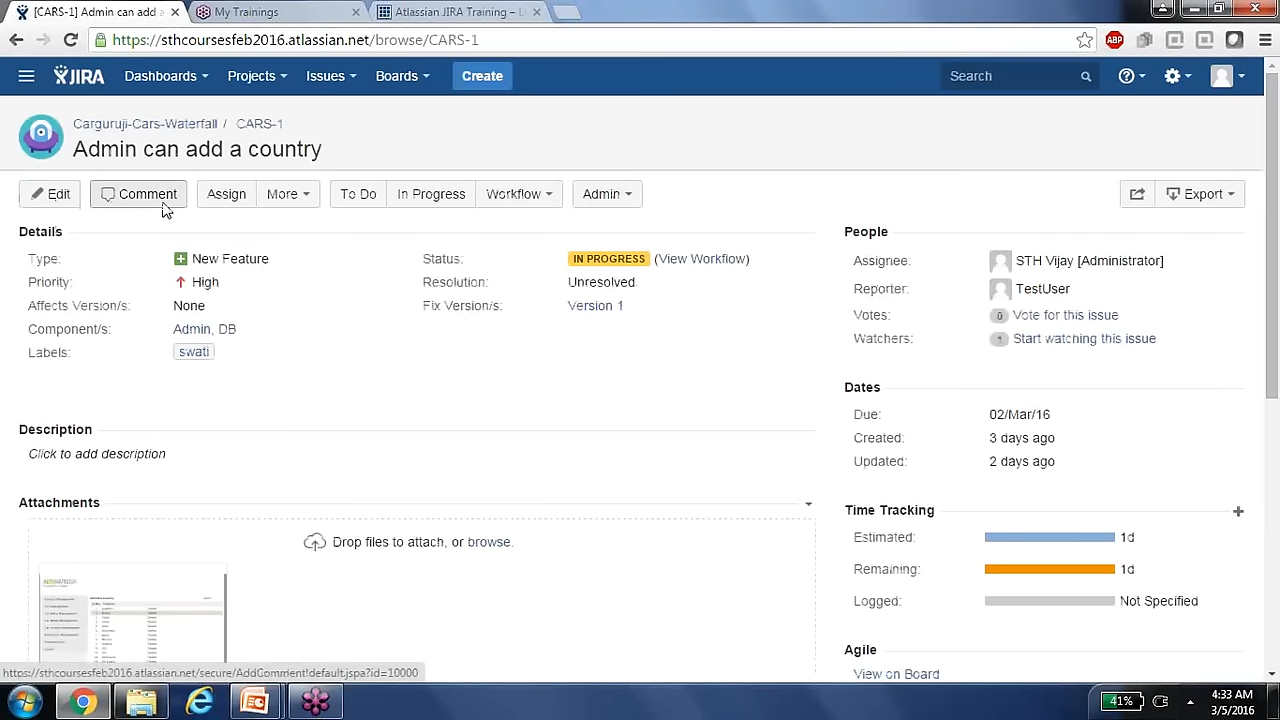 [CARS-1] Admin can add a
My Trainings
Atlassian JIRA Training – L
https://sthcoursesfeb2016.atlassian.net/browse/CARS-1
ABP
JIRA Dashboards Projects Issues Boards Create Search
Carguruji-Cars-Waterfall / CARS-1
Admin can add a country
Edit Comment Assign More To Do In Progress Workflow Admin Export
Details
Type: New Feature
Status: IN PROGRESS (View Workflow)
Priority: High
Resolution: Unresolved
Affects Version/s: None
Fix Version/s: Version 1
Component/s: Admin, DB
Labels: swati
Description
Click to add description
Attachments
Drop files to attach, or browse.
People
Assignee: STH Vijay [Administrator]
Reporter: TestUser
Votes: 0 Vote for this issue
Watchers: 1 Start watching this issue
Dates
Due: 02/Mar/16
Created: 3 days ago
Updated: 2 days ago
Time Tracking
Estimated: 1d
Remaining: 1d
Logged: Not Specified
Agile
View on Board
https://sthcoursesfeb2016.atlassian.net/secure/AddComment!default.jspa?id=10000
41%
4:33 AM
3/5/2016